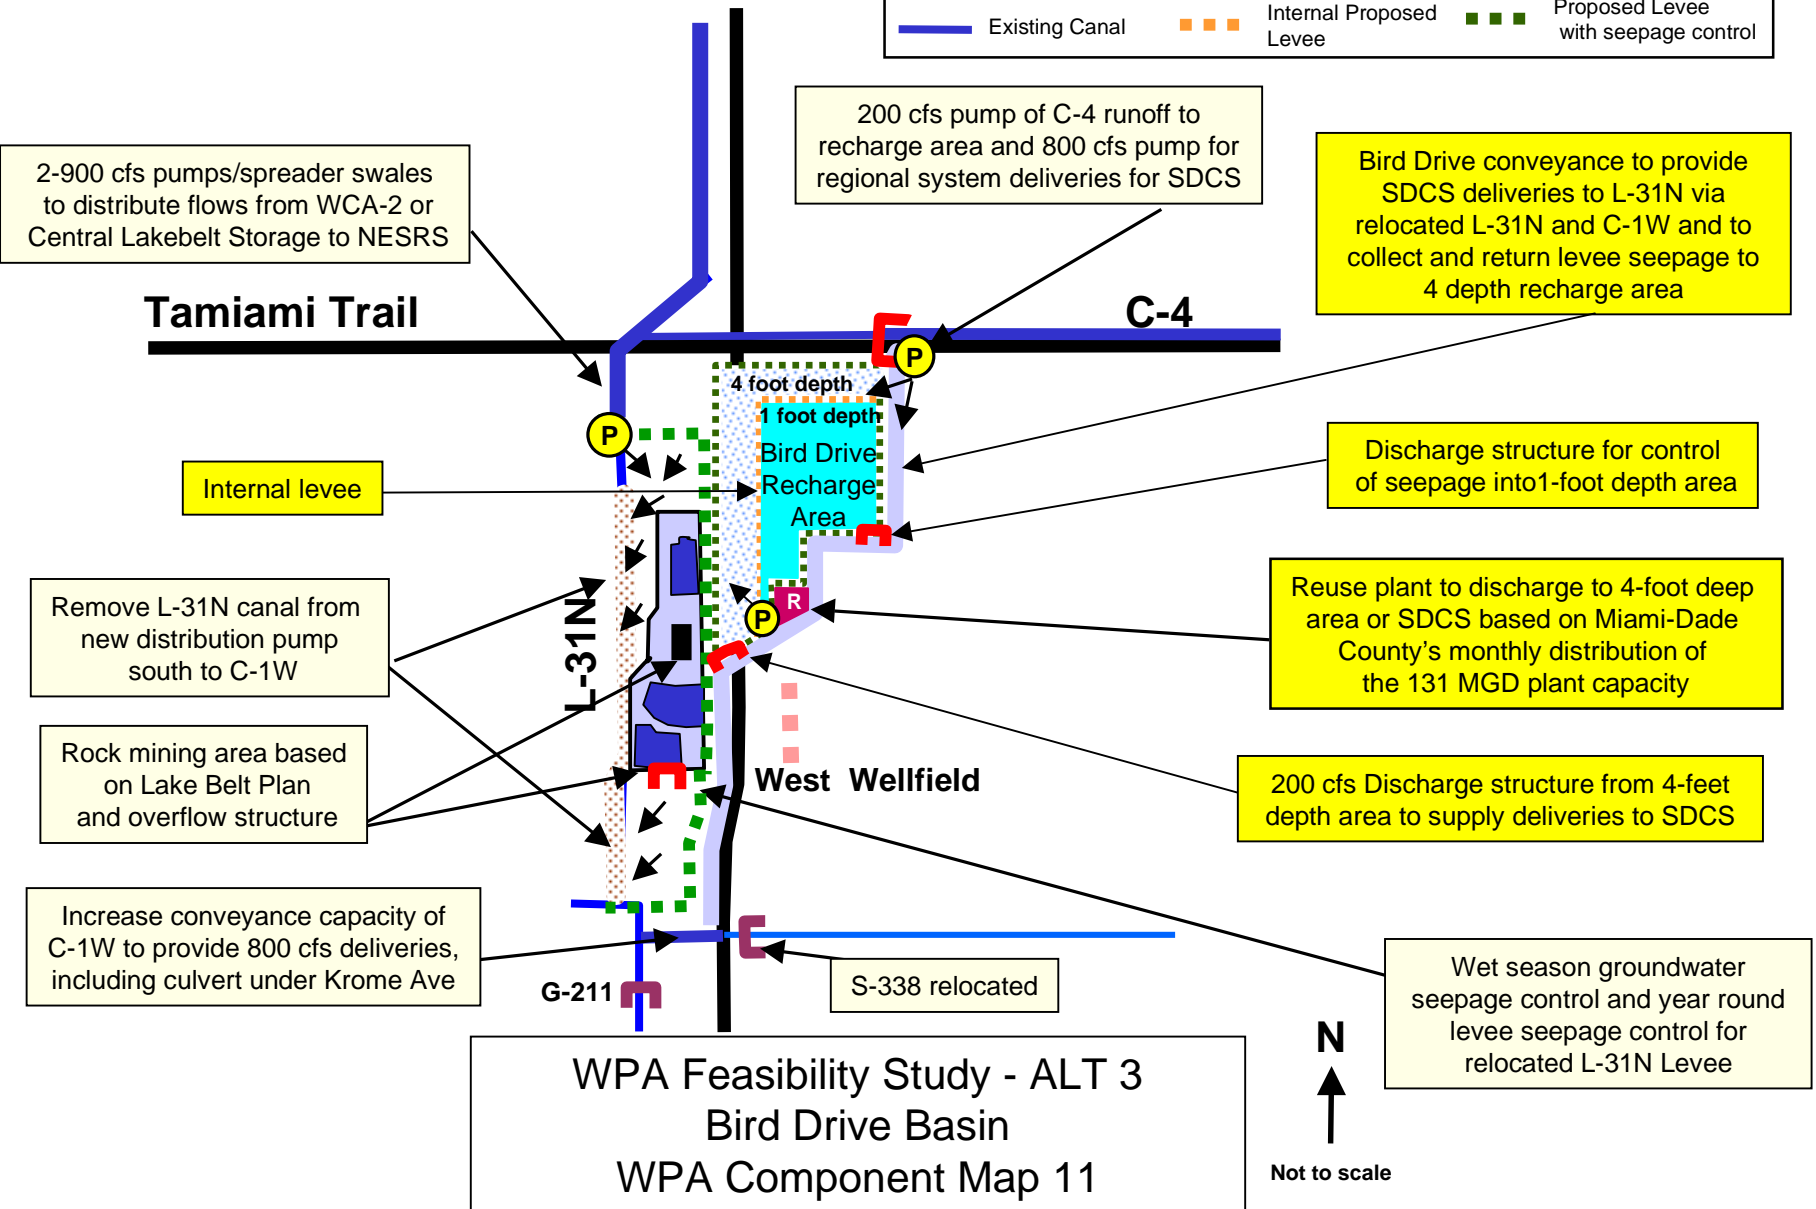 Existing Canal
Internal Proposed
Levee
Proposed Levee
with seepage control
200 cfs pump of C-4 runoff to
recharge area and 800 cfs pump for
regional system deliveries for SDCS
2-900 cfs pumps/spreader swales
to distribute flows from WCA-2 or
Central Lakebelt Storage to NESRS
Bird Drive conveyance to provide
SDCS deliveries to L-31N via
relocated L-31N and C-1W and to
collect and return levee seepage to
4 depth recharge area
Tamiami Trail
C-4
P
4 foot depth
1 foot depth
P
Bird Drive
Recharge
Area
Internal levee
Discharge structure for control
of seepage into1-foot depth area
Remove L-31N canal from
new distribution pump
south to C-1W
L-31N
R
P
Reuse plant to discharge to 4-foot deep
area or SDCS based on Miami-Dade
County's monthly distribution of
the 131 MGD plant capacity
Rock mining area based
on Lake Belt Plan
and overflow structure
West Wellfield
200 cfs Discharge structure from 4-feet
depth area to supply deliveries to SDCS
Increase conveyance capacity of
C-1W to provide 800 cfs deliveries,
including culvert under Krome Ave
G-211
S-338 relocated
Wet season groundwater
seepage control and year round
levee seepage control for
relocated L-31N Levee
N
Not to scale
WPA Feasibility Study - ALT 3
Bird Drive Basin
WPA Component Map 11